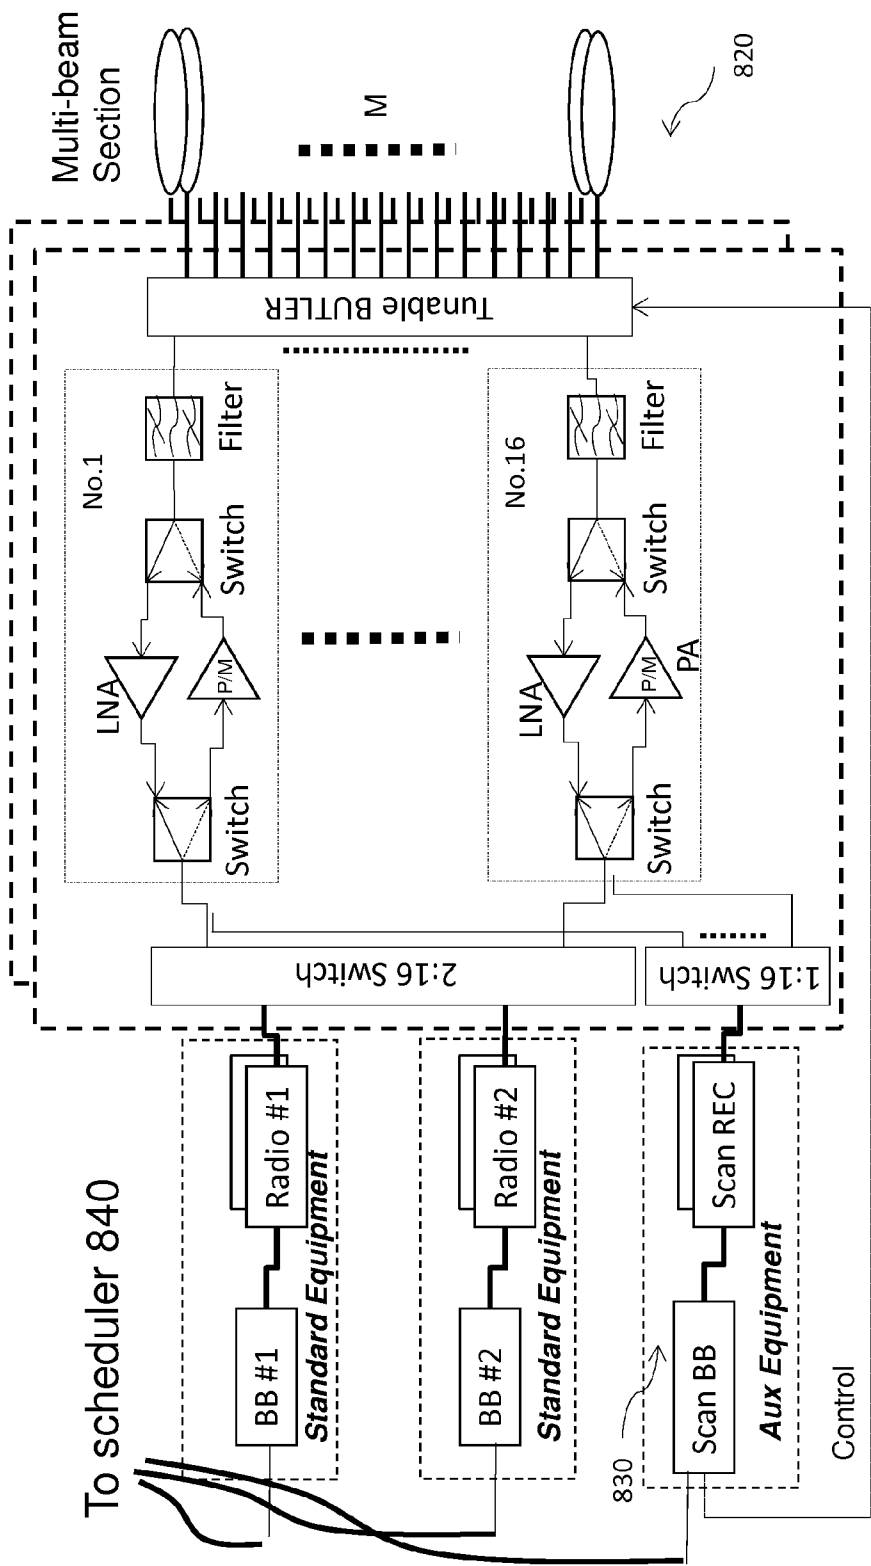 To scheduler 840
BB #1
Radio #1
Standard Equipment
BB #2
Radio #2
Standard Equipment
830
Scan BB
Scan REC
Aux Equipment
Control
2:16 Switch
1:16 Switch
No.1
Switch
LNA
P/M
Switch
Filter
No.16
Switch
LNA
P/M
PA
Switch
Filter
Tunable BUTLER
Multi-beam
Section
M
820